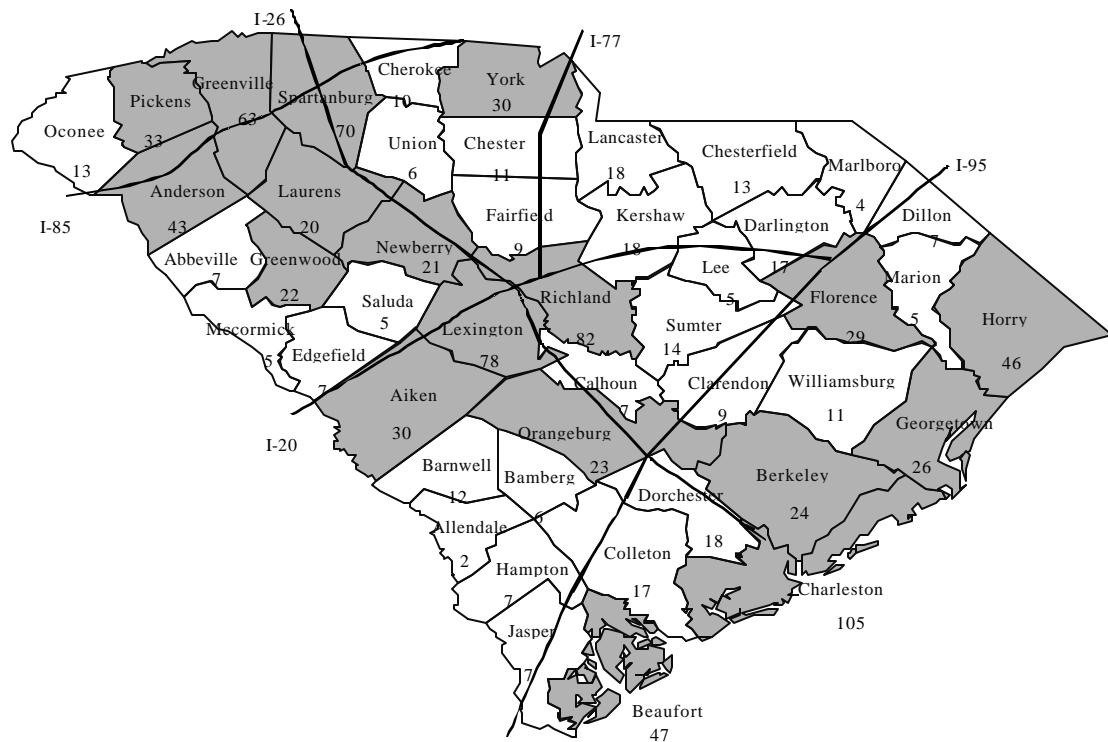 I-26
I-77
Cherokee
10
York
30
Greenville
63
Pickens
33
Spartanburg
70
Oconee
13
Union
6
Chester
11
Lancaster
18
Chesterfield
13
Marlboro
4
I-95
I-85
Anderson
43
Laurens
20
Fairfield
9
Kershaw
18
Darlington
17
Dillon
7
Abbeville
7
Greenwood
22
Newberry
21
Lee
5
Marion
5
Saluda
5
Richland
82
Florence
29
Horry
46
Mccormick
5
Edgefield
7
Lexington
78
Sumter
14
Calhoun
7
Clarendon
9
Williamsburg
11
I-20
Aiken
30
Orangeburg
23
Georgetown
26
Barnwell
12
Bamberg
6
Dorchester
18
Berkeley
24
Allendale
2
Hampton
7
Colleton
17
Charleston
105
Jasper
7
Beaufort
47